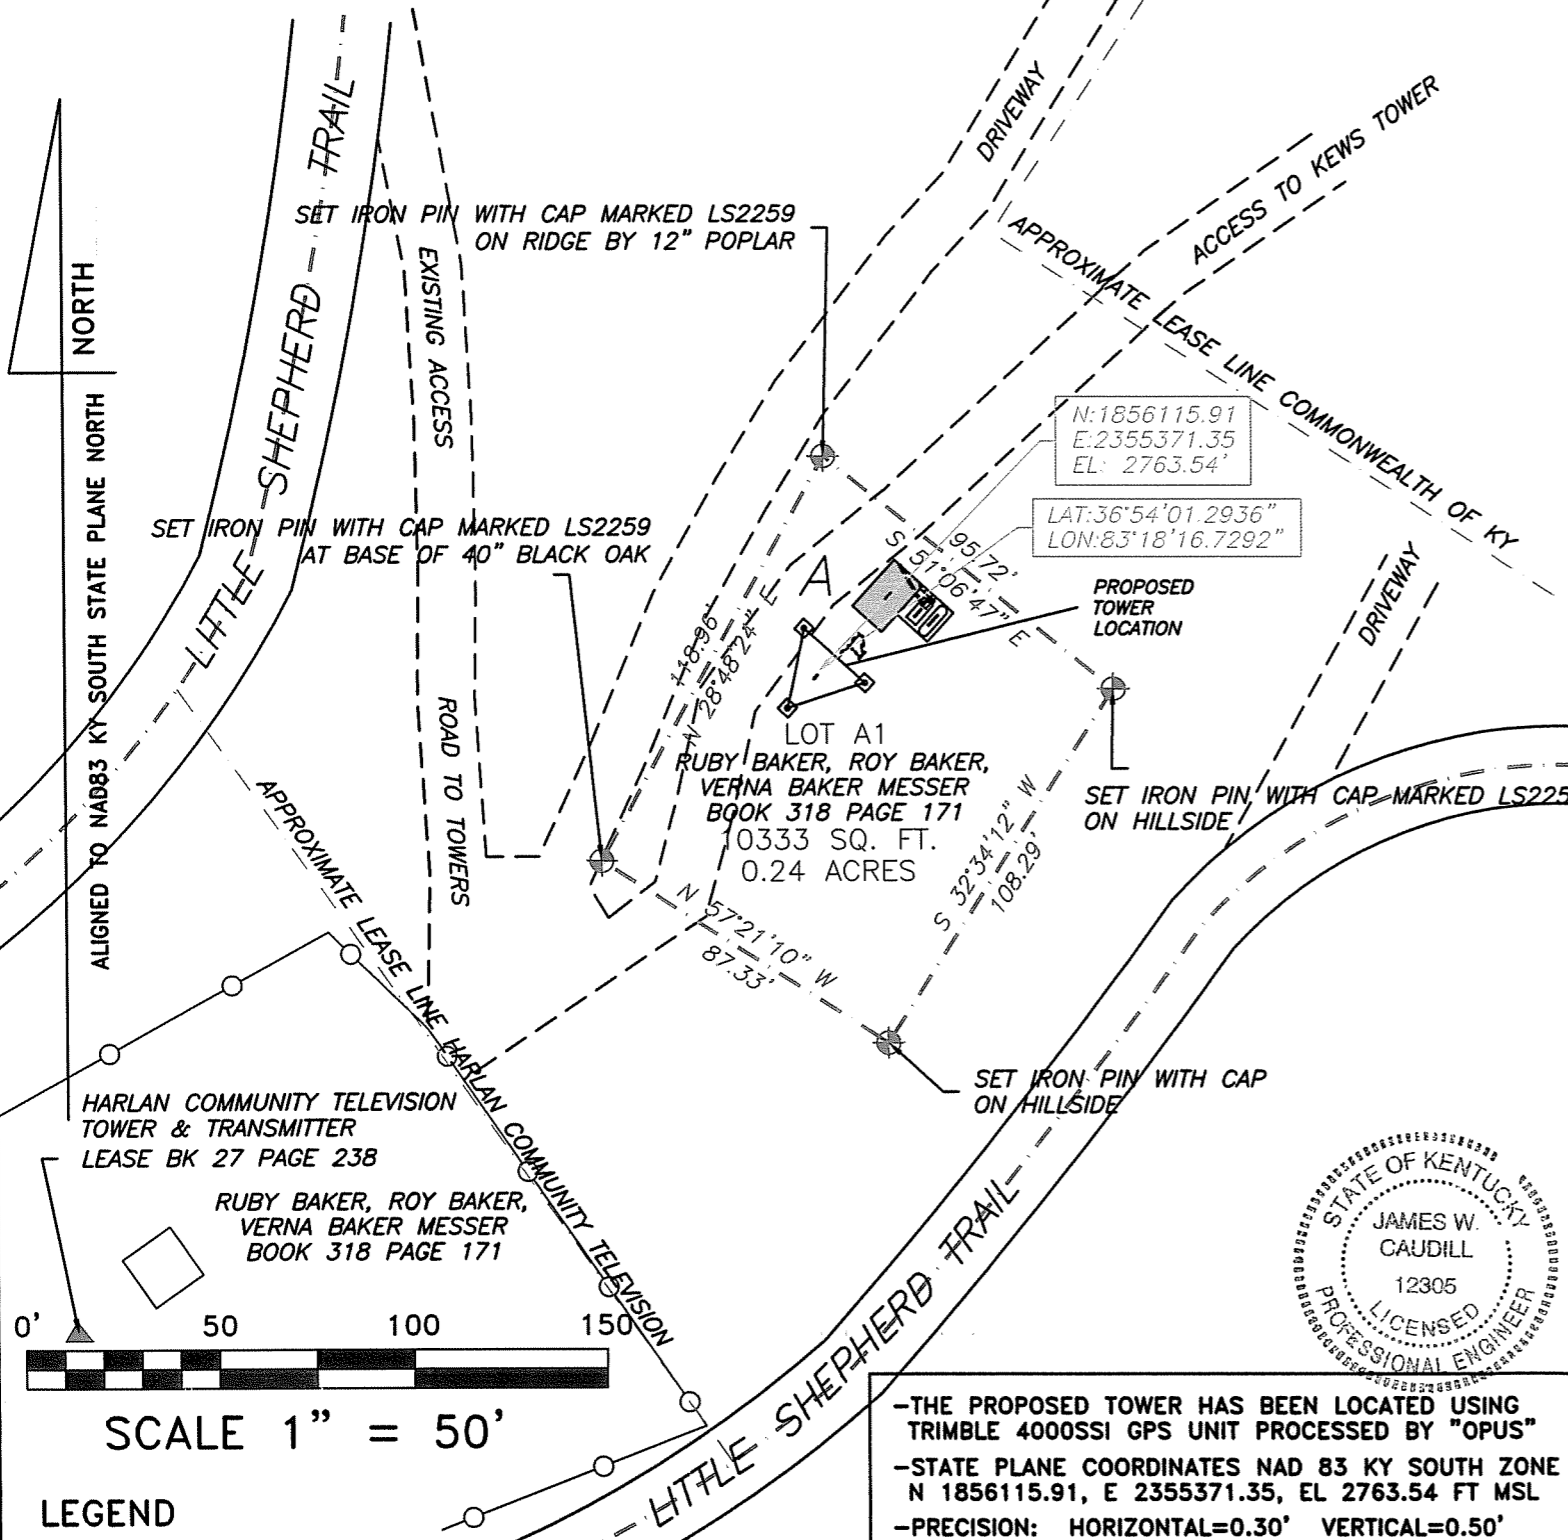 LITTLE SHEPHERD TRAIL
NORTH
ALIGNED TO NAD83 KY SOUTH STATE PLANE NORTH
SET IRON PIN WITH CAP MARKED LS2259
ON RIDGE BY 12" POPLAR
EXISTING ACCESS
ROAD TO TOWERS
DRIVEWAY
ACCESS TO KEWS TOWER
APPROXIMATE LEASE LINE COMMONWEALTH OF KY
N:1856115.91
E:2355371.35
EL: 2763.54'
LAT:36°54'01.2936"
LON:83°18'16.7292"
SET IRON PIN WITH CAP MARKED LS2259
AT BASE OF 40" BLACK OAK
95.72'
S 51°06'47" E
A
PROPOSED
TOWER
LOCATION
DRIVEWAY
118.96'
N 28°48'24" E
LOT A1
RUBY BAKER, ROY BAKER,
VERNA BAKER MESSER
BOOK 318 PAGE 171
10333 SQ. FT.
0.24 ACRES
SET IRON PIN WITH CAP MARKED LS225
ON HILLSIDE
S 32°34'12" W
108.29'
N 57°21'10" W
87.33'
APPROXIMATE LEASE LINE HARLAN COMMUNITY TELEVISION
SET IRON PIN WITH CAP
ON HILLSIDE
HARLAN COMMUNITY TELEVISION
TOWER & TRANSMITTER
LEASE BK 27 PAGE 238
RUBY BAKER, ROY BAKER,
VERNA BAKER MESSER
BOOK 318 PAGE 171
LITTLE SHEPHERD TRAIL
STATE OF KENTUCKY
JAMES W.
CAUDILL
12305
LICENSED
PROFESSIONAL ENGINEER
0' 50 100 150
SCALE 1" = 50'
LEGEND
-THE PROPOSED TOWER HAS BEEN LOCATED USING
TRIMBLE 4000SSI GPS UNIT PROCESSED BY "OPUS"
-STATE PLANE COORDINATES NAD 83 KY SOUTH ZONE
N 1856115.91, E 2355371.35, EL 2763.54 FT MSL
-PRECISION: HORIZONTAL=0.30' VERTICAL=0.50'